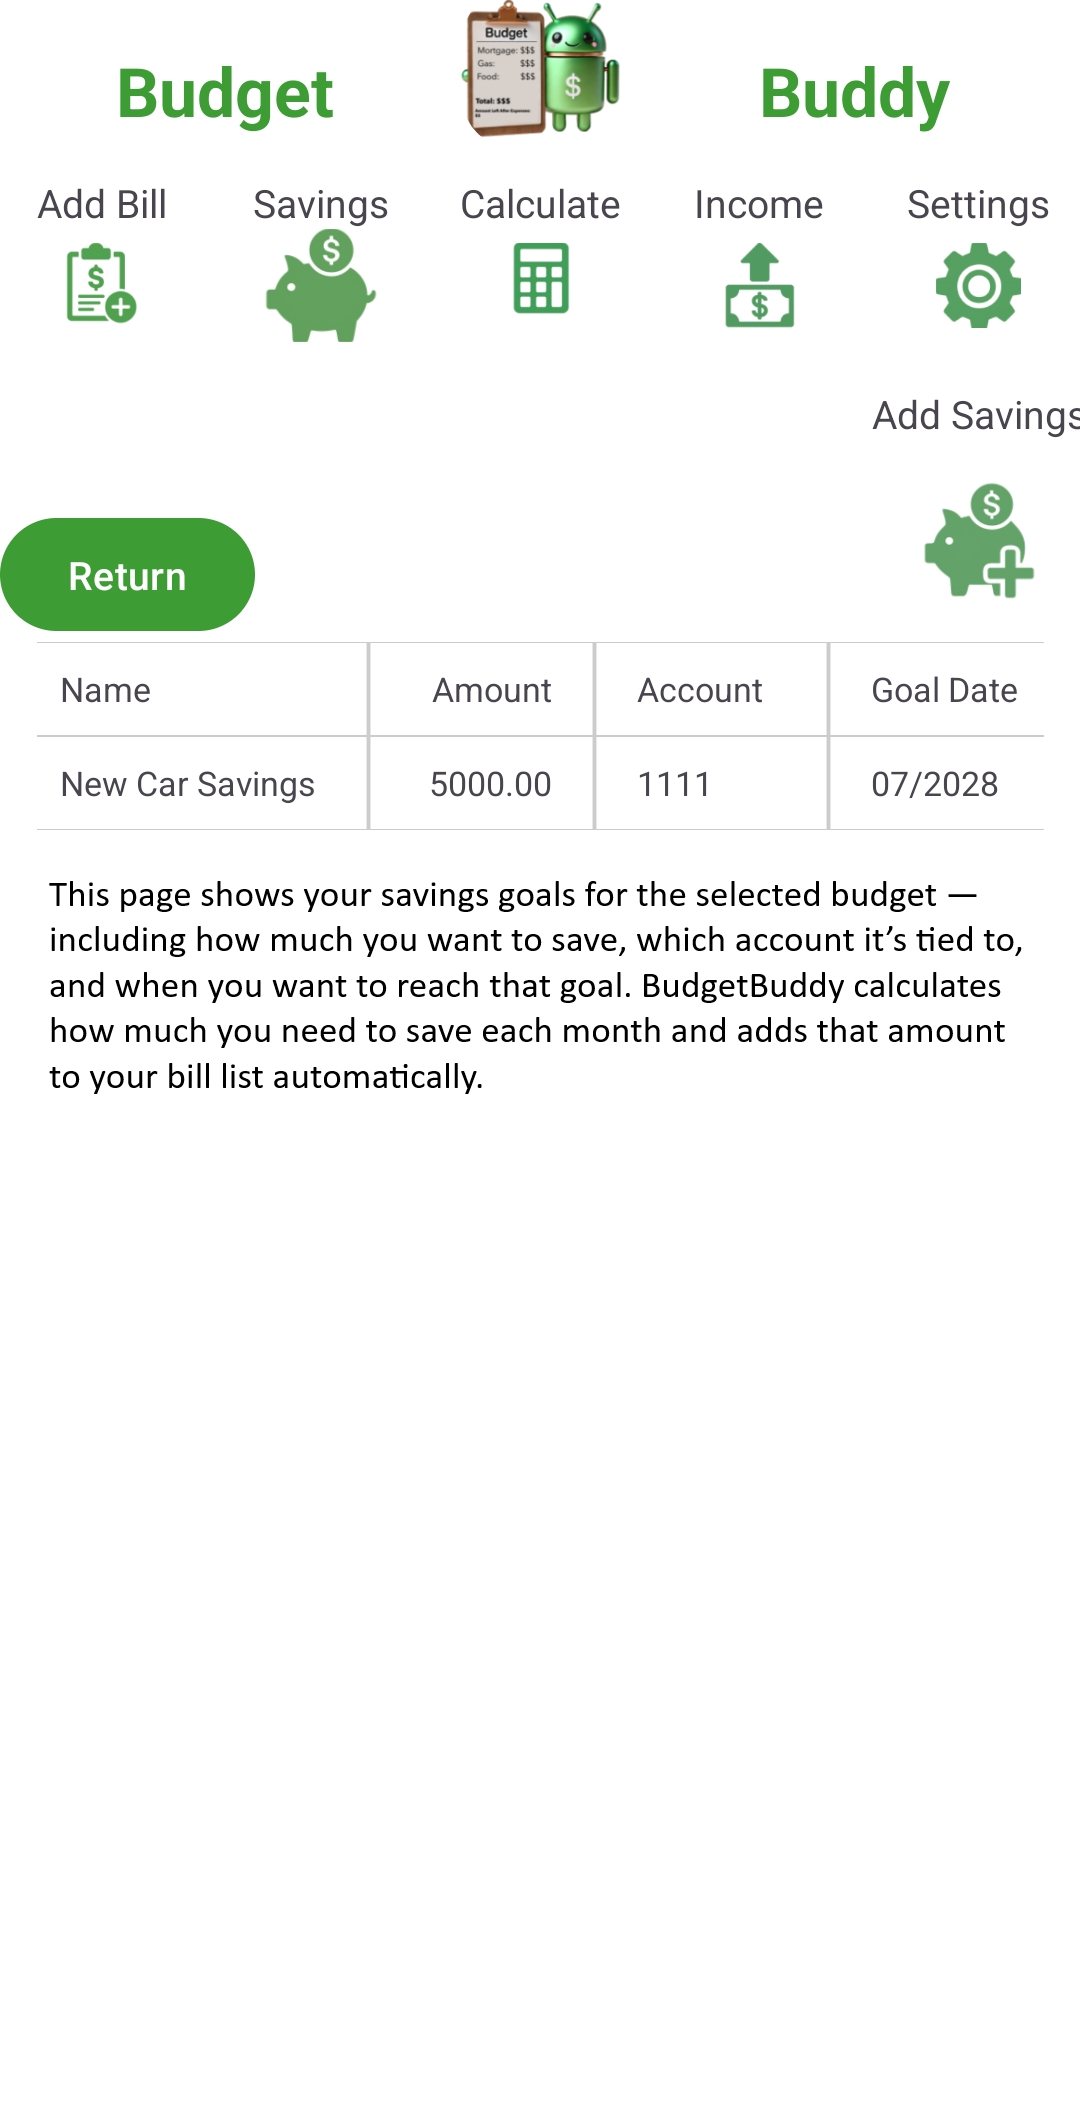 Budget
Budget
Mortgage: $$$
Gas: $$$
Food: $$$
Total: $$$
Amount Left After Expenses:
$$
$
Buddy
Add Bill Savings Calculate Income Settings
$ $ $
Add Savings
$
Return
Name Amount Account Goal Date
New Car Savings 5000.00 1111 07/2028
This page shows your savings goals for the selected budget —
including how much you want to save, which account it’s tied to,
and when you want to reach that goal. BudgetBuddy calculates
how much you need to save each month and adds that amount
to your bill list automatically.